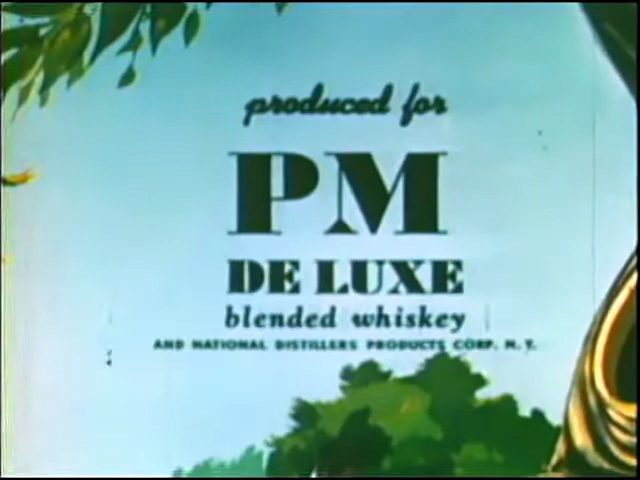 produced for
PM
DE LUXE
blended whiskey
AND NATIONAL DISTILLERS PRODUCTS CORP. N.Y.